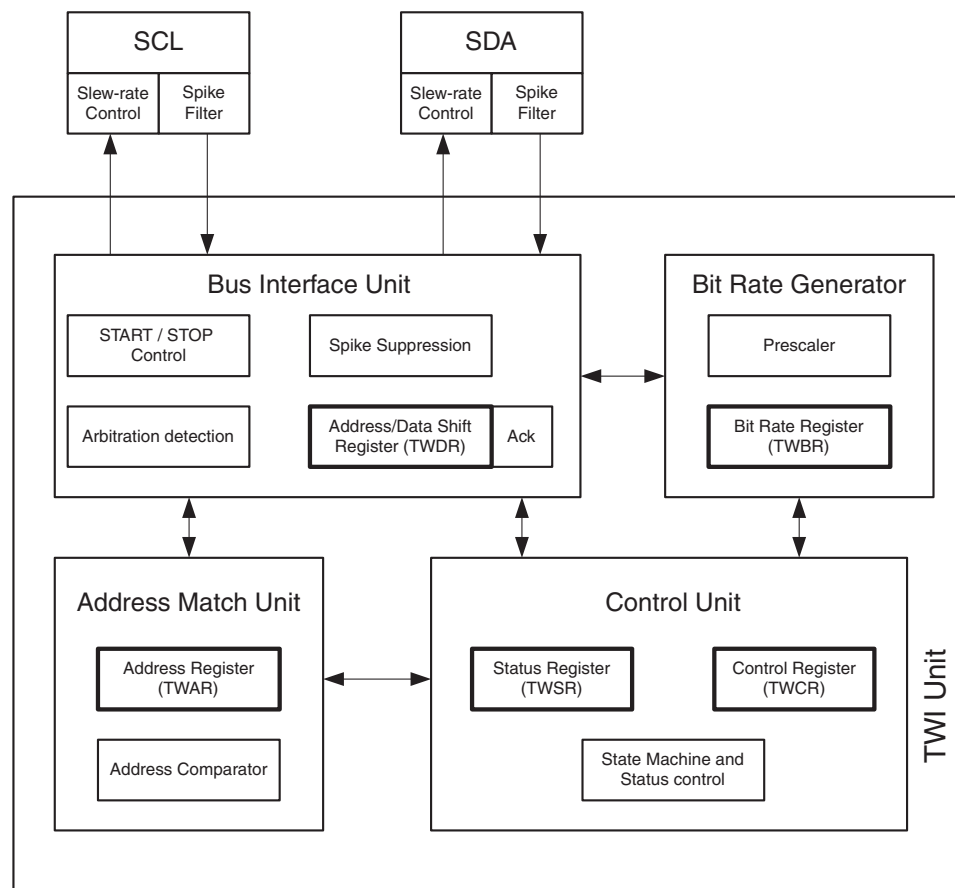 SCL
SDA
Slew-rate
Control
Spike
Filter
Slew-rate
Control
Spike
Filter
Bus Interface Unit
START / STOP
Control
Spike Suppression
Arbitration detection
Address/Data Shift
Register (TWDR)
Ack
Bit Rate Generator
Prescaler
Bit Rate Register
(TWBR)
Address Match Unit
Address Register
(TWAR)
Address Comparator
Control Unit
Status Register
(TWSR)
Control Register
(TWCR)
State Machine and
Status control
TWI Unit